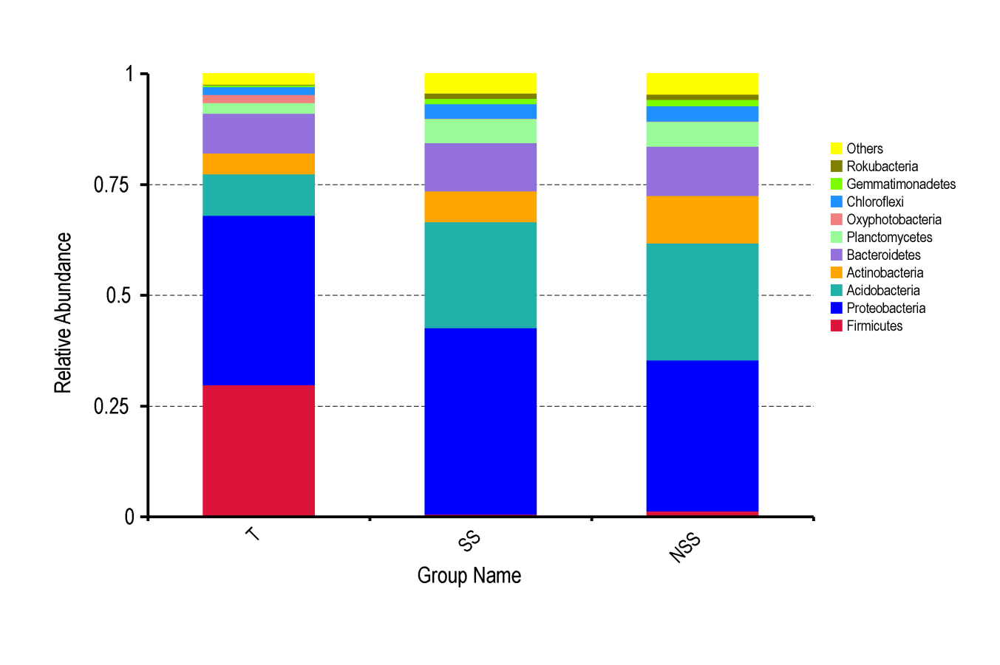 1
0.75
0.5
0.25
0
Relative Abundance
T
SS
NSS
Group Name
Others
Rokubacteria
Gemmatimonadetes
Chloroflexi
Oxyphotobacteria
Planctomycetes
Bacteroidetes
Actinobacteria
Acidobacteria
Proteobacteria
Firmicutes